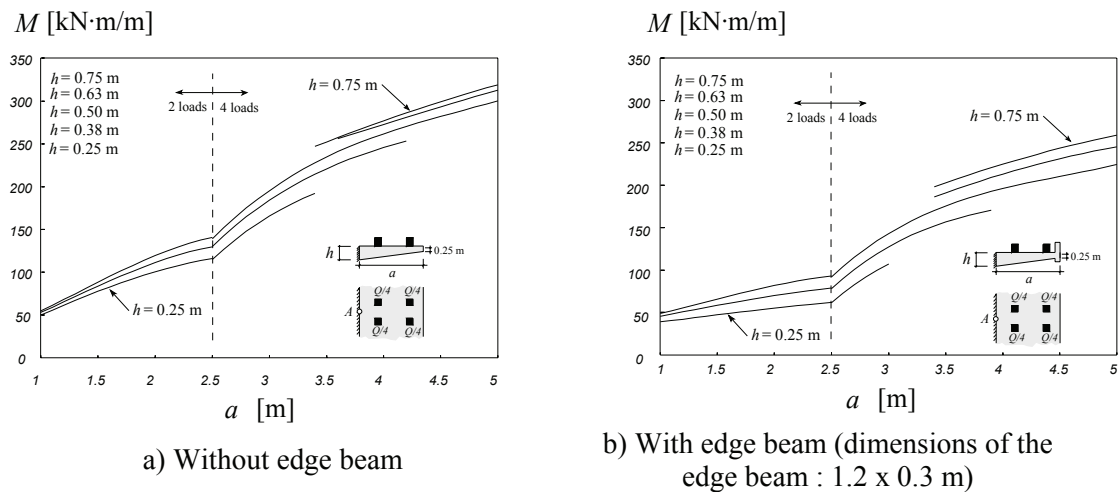 M [kN·m/m]
350
300
250
200
150
100
50
0
h = 0.75 m
h = 0.63 m
h = 0.50 m
h = 0.38 m
h = 0.25 m
2 loads
4 loads
h = 0.75 m
h = 0.25 m
h
0.25 m
a
Q/4 Q/4
A
Q/4 Q/4
1 1.5 2 2.5 3 3.5 4 4.5 5
a [m]
a) Without edge beam
M [kN·m/m]
350
300
250
200
150
100
50
0
h = 0.75 m
h = 0.63 m
h = 0.50 m
h = 0.38 m
h = 0.25 m
2 loads
4 loads
h = 0.75 m
h = 0.25 m
h
0.25 m
a
Q/4 Q/4
A
Q/4 Q/4
1 1.5 2 2.5 3 3.5 4 4.5 5
a [m]
b) With edge beam (dimensions of the
edge beam : 1.2 x 0.3 m)